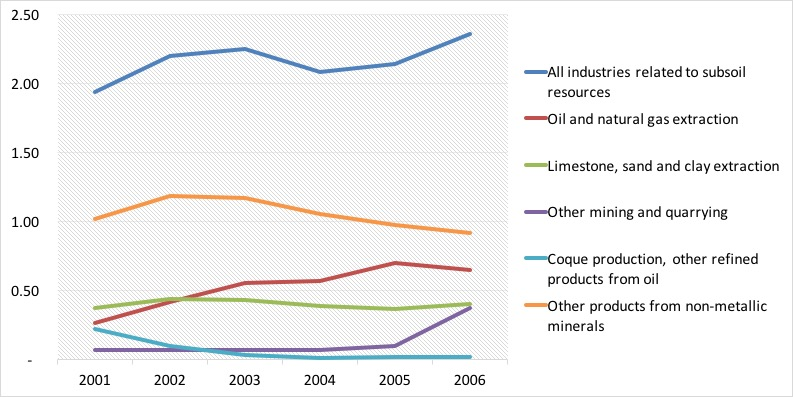 2.50
2.00
1.50
1.00
0.50
-
2001 2002 2003 2004 2005 2006
All industries related to subsoil
resources
Oil and natural gas extraction
Limestone, sand and clay extraction
Other mining and quarrying
Coque production, other refined
products from oil
Other products from non-metallic
minerals